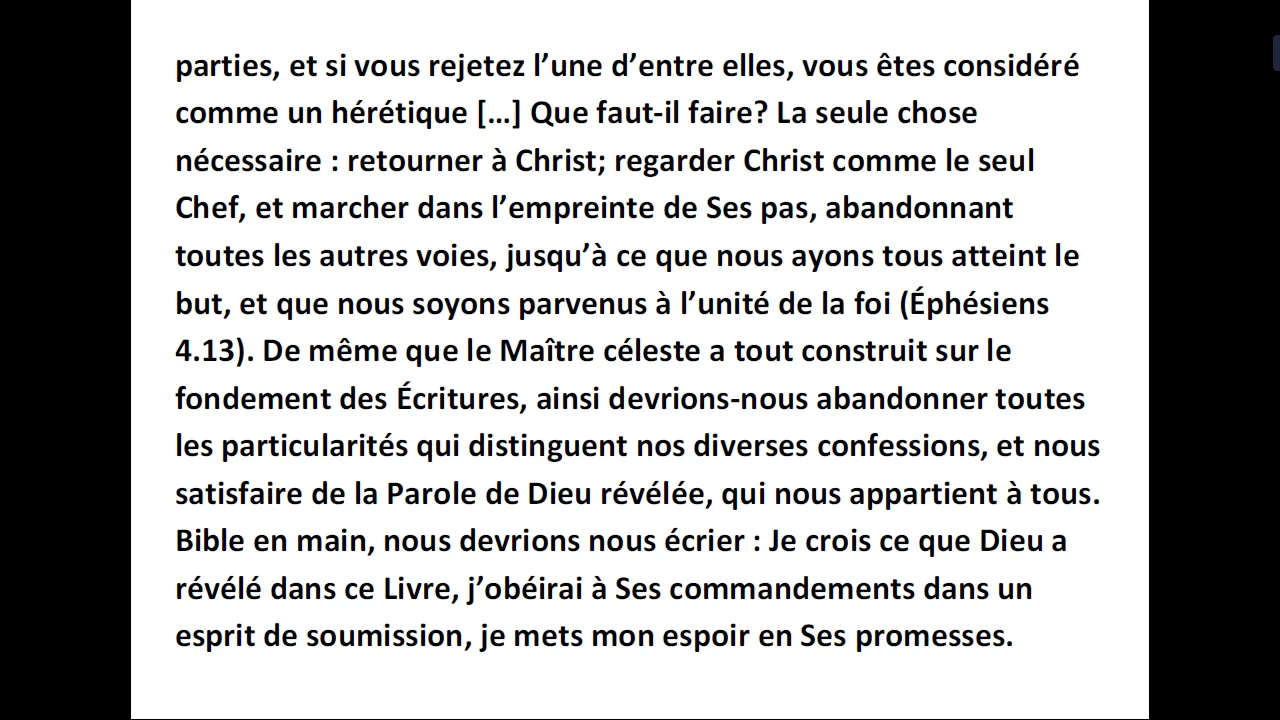 parties, et si vous rejetez l’une d’entre elles, vous êtes considéré
comme un hérétique […] Que faut-il faire? La seule chose
nécessaire : retourner à Christ; regarder Christ comme le seul
Chef, et marcher dans l’empreinte de Ses pas, abandonnant
toutes les autres voies, jusqu’à ce que nous ayons tous atteint le
but, et que nous soyons parvenus à l’unité de la foi (Éphésiens
4.13). De même que le Maître céleste a tout construit sur le
fondement des Écritures, ainsi devrions-nous abandonner toutes
les particularités qui distinguent nos diverses confessions, et nous
satisfaire de la Parole de Dieu révélée, qui nous appartient à tous.
Bible en main, nous devrions nous écrier : Je crois ce que Dieu a
révélé dans ce Livre, j’obéirai à Ses commandements dans un
esprit de soumission, je mets mon espoir en Ses promesses.